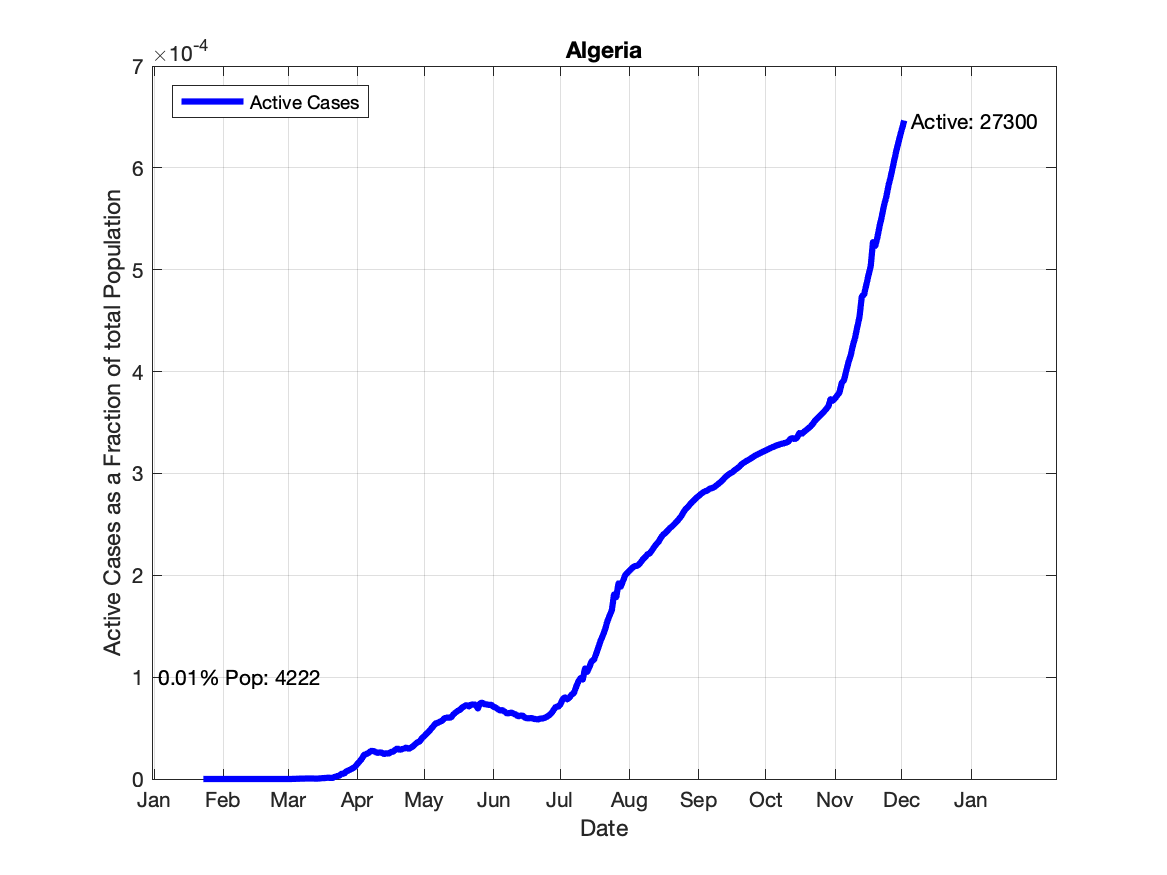 Algeria
×10-4
Active Cases
Active: 27300
0.01% Pop: 4222
7
6
5
4
3
2
1
0
Active Cases as a Fraction of total Population
Jan Feb Mar Apr May Jun Jul Aug Sep Oct Nov Dec Jan
Date